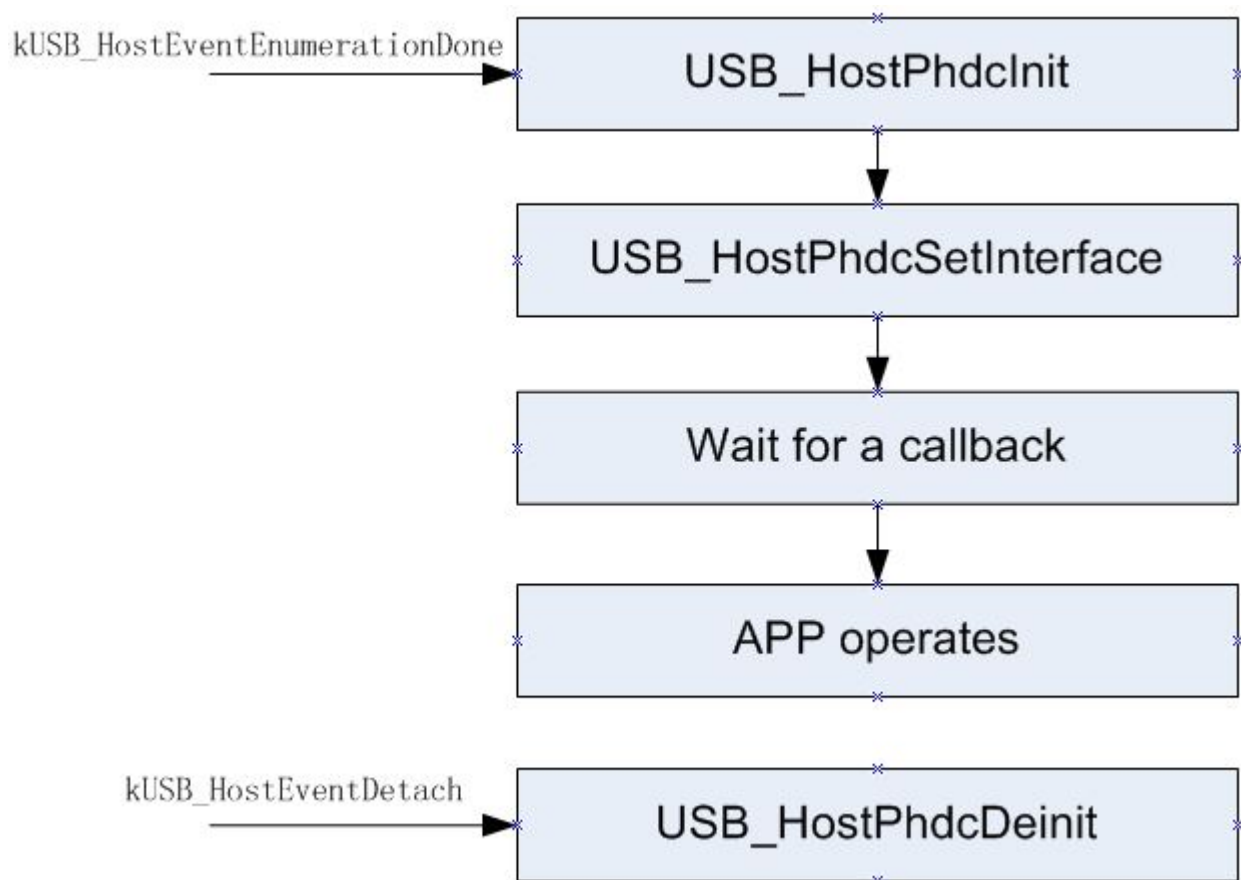 kUSB_HostEventEnumerationDone
USB_HostPhdcInit
USB_HostPhdcSetInterface
Wait for a callback
APP operates
kUSB_HostEventDetach
USB_HostPhdcDeinit